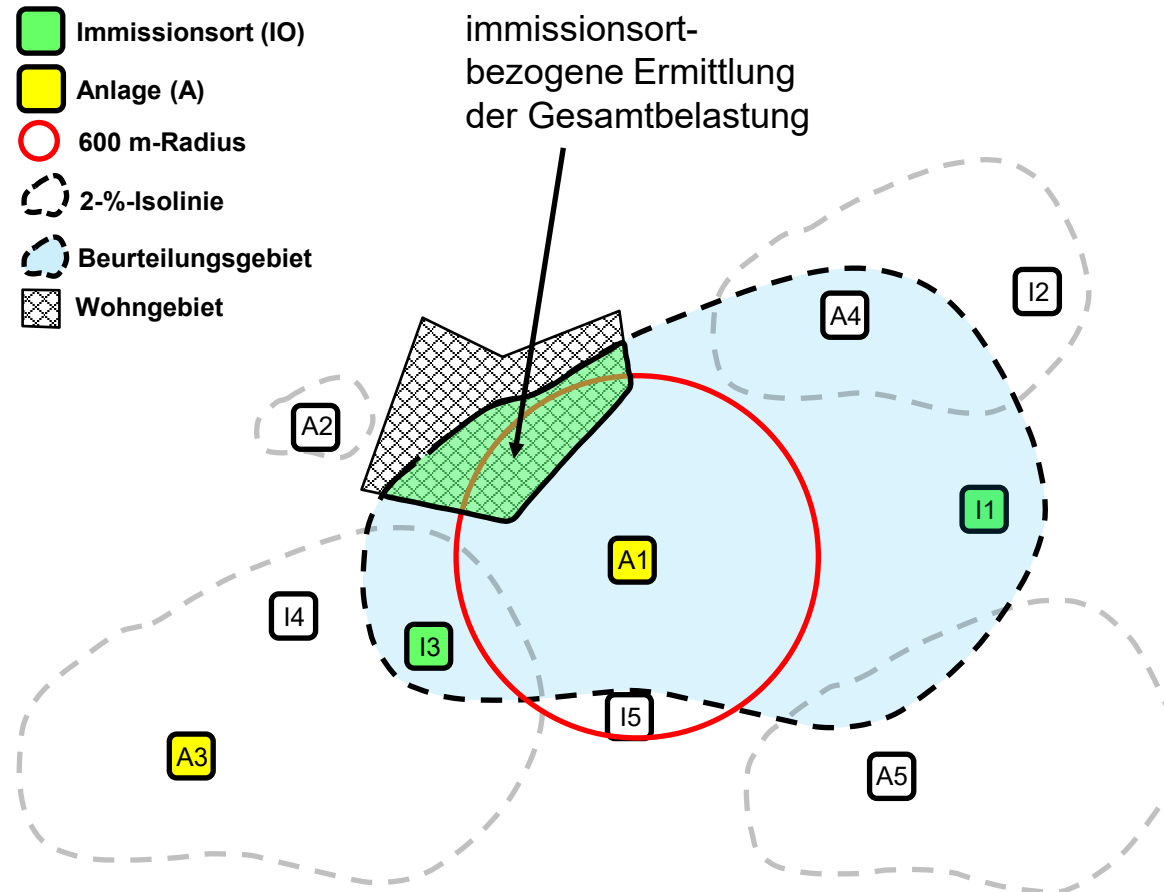 Immissionsort (IO)
Anlage (A)
600 m-Radius
2-%-Isolinie
Beurteilungsgebiet
Wohngebiet
immissionsort-
bezogene Ermittlung
der Gesamtbelastung
I2
A4
A2
I1
A1
I4
I3
I5
A3
A5